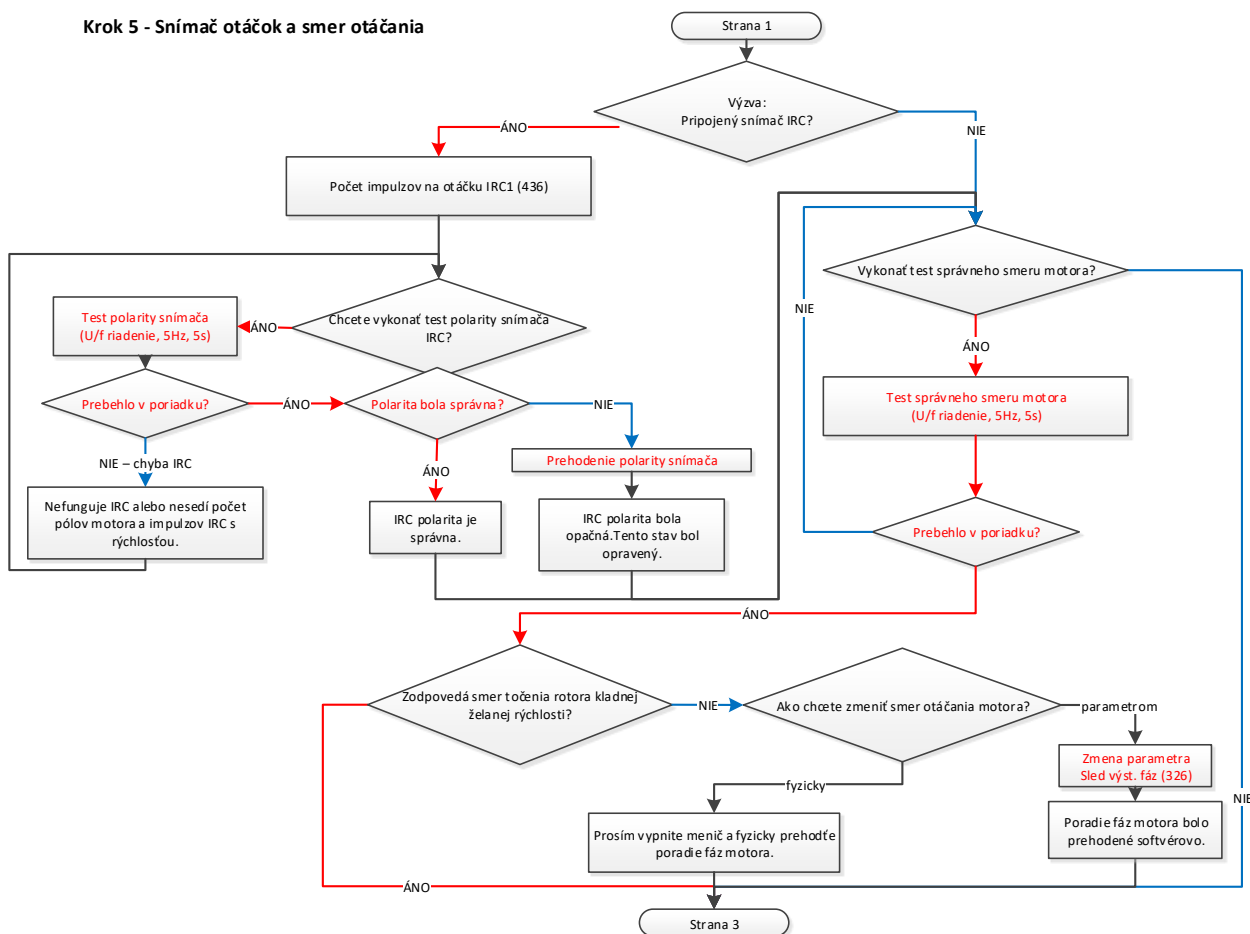 Krok 5 - Snímač otáčok a smer otáčania
Strana 1
Výzva:
Pripojený snímač IRC?
ÁNO
NIE
Počet impulzov na otáčku IRC1 (436)
Vykonať test správneho smeru motora?
NIE
Test polarity snímača
(U/f riadenie, 5Hz, 5s)
ÁNO
Chcete vykonať test polarity snímača
IRC?
ÁNO
Prebehlo v poriadku?
ÁNO
Polarita bola správna?
NIE
Test správneho smeru motora
(U/f riadenie, 5Hz, 5s)
NIE – chyba IRC
ÁNO
Prehodenie polarity snímača
Nefunguje IRC alebo nesedí počet
pólov motora a impulzov IRC s
rýchlosťou.
IRC polarita je
správna.
IRC polarita bola
opačná.Tento stav bol
opravený.
Prebehlo v poriadku?
ÁNO
Zodpovedá smer točenia rotora kladnej
želanej rýchlosti?
NIE
Ako chcete zmeniť smer otáčania motora?
parametrom
Zmena parametra
Sled výst. fáz (326)
fyzicky
NIE
Prosím vypnite menič a fyzicky prehoďte
poradie fáz motora.
Poradie fáz motora bolo
prehodené softvérovo.
ÁNO
Strana 3